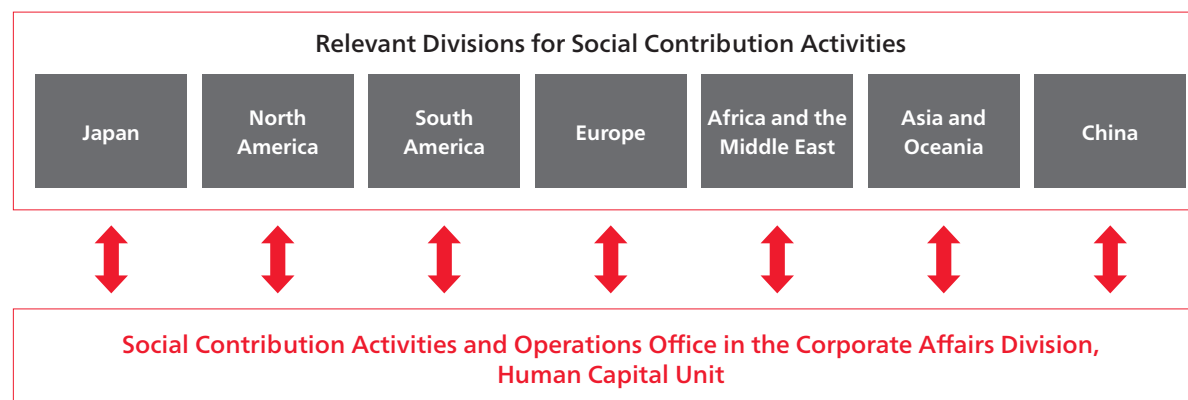 Relevant Divisions for Social Contribution Activities
Japan
North
America
South
America
Europe
Africa and the
Middle East
Asia and
Oceania
China
Social Contribution Activities and Operations Office in the Corporate Affairs Division,
Human Capital Unit